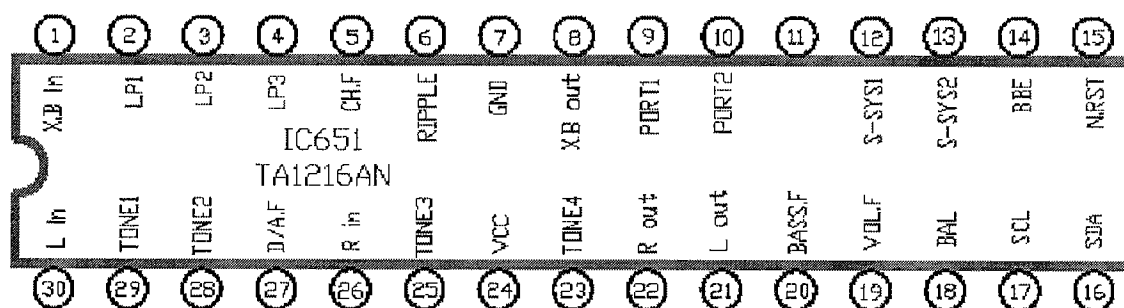 1 2 3 4 5 6 7 8 9 10 11 12 13 14 15
X.B In LP1 LP2 LP3 CH.F RIPPLE GND X.B out PORT1 PORT2 S-SYS1 S-SYS2 BBE N.RST
IC651
TA1216AN
L In TONE1 TONE2 D/A.F R in TONE3 VCC TONE4 R out L out BASS.F VOL.F BAL SCL SDA
30 29 28 27 26 25 24 23 22 21 20 19 18 17 16